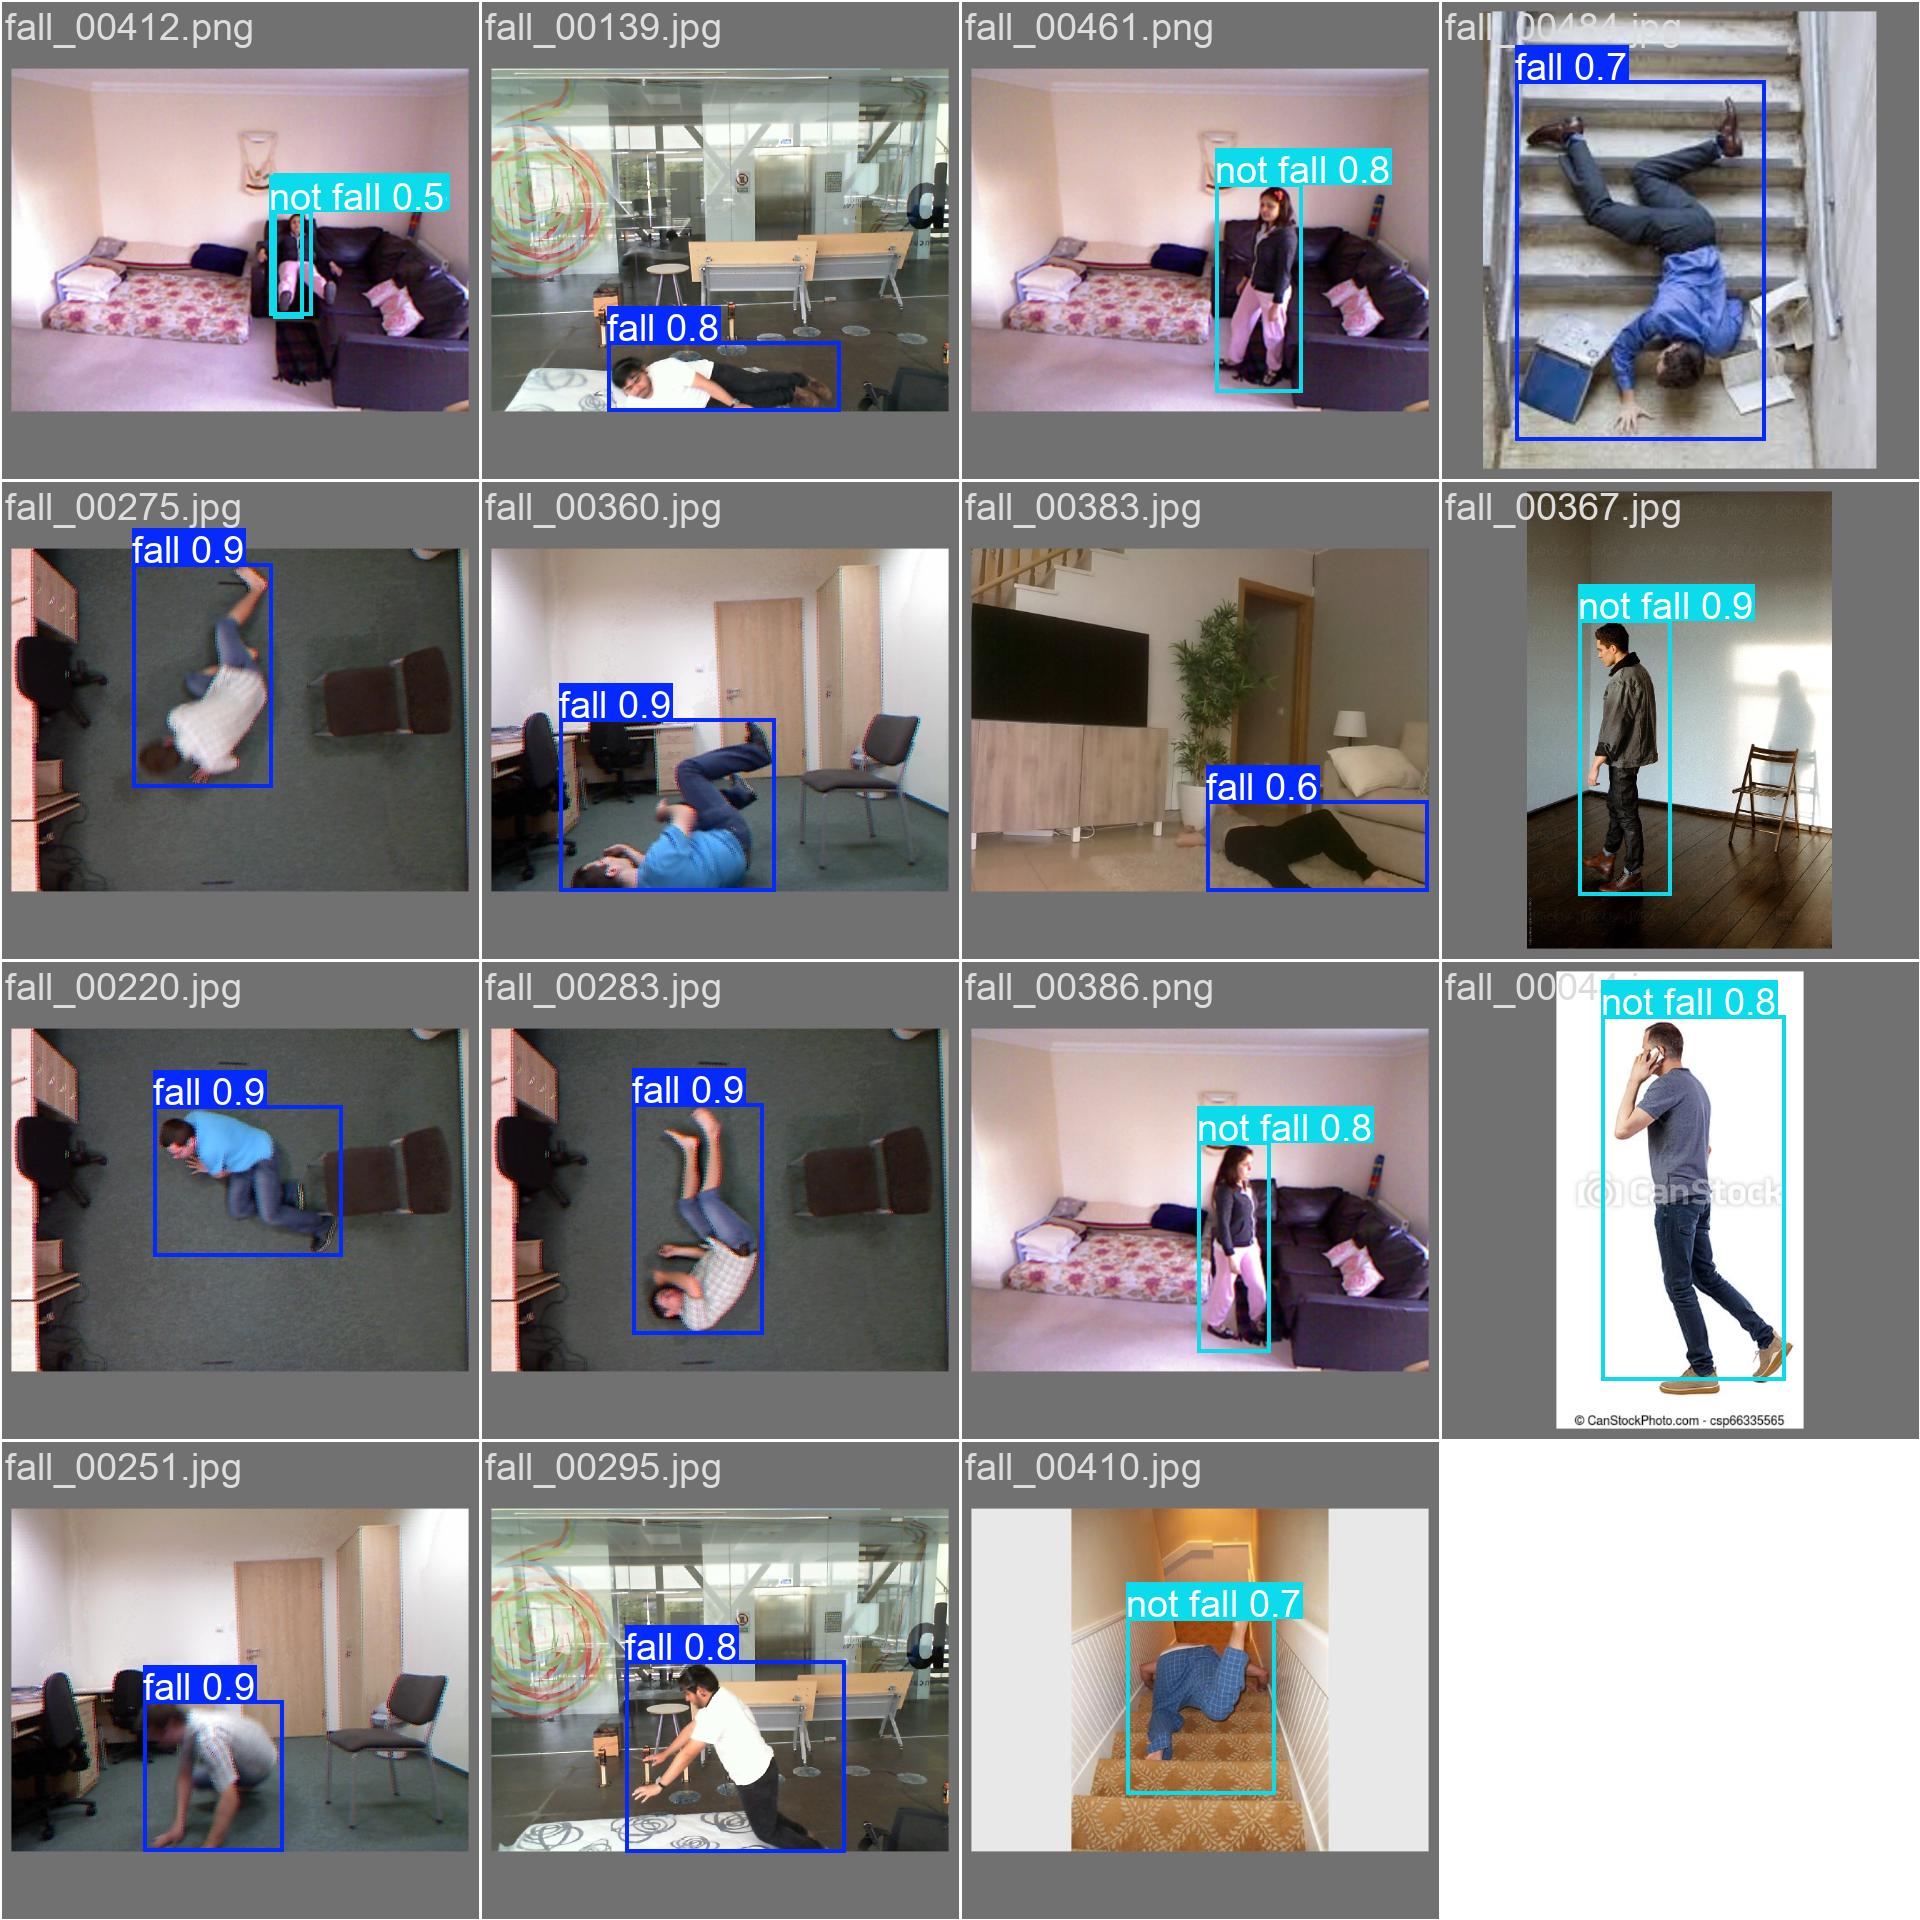 fall_00412.png
not fall 0.5
fall_00139.jpg
fall 0.8
fall_00461.png
not fall 0.8
fall_00484.jpg
fall 0.7
fall_00275.jpg
fall 0.9
fall_00360.jpg
fall 0.9
fall_00383.jpg
fall 0.6
fall_00367.jpg
not fall 0.9
fall_00220.jpg
fall 0.9
fall_00283.jpg
fall 0.9
fall_00386.png
not fall 0.8
fall_0004
not fall 0.8
CanStock
© CanStockPhoto.com - csp66335565
fall_00251.jpg
fall 0.9
fall_00295.jpg
fall 0.8
fall_00410.jpg
not fall 0.7